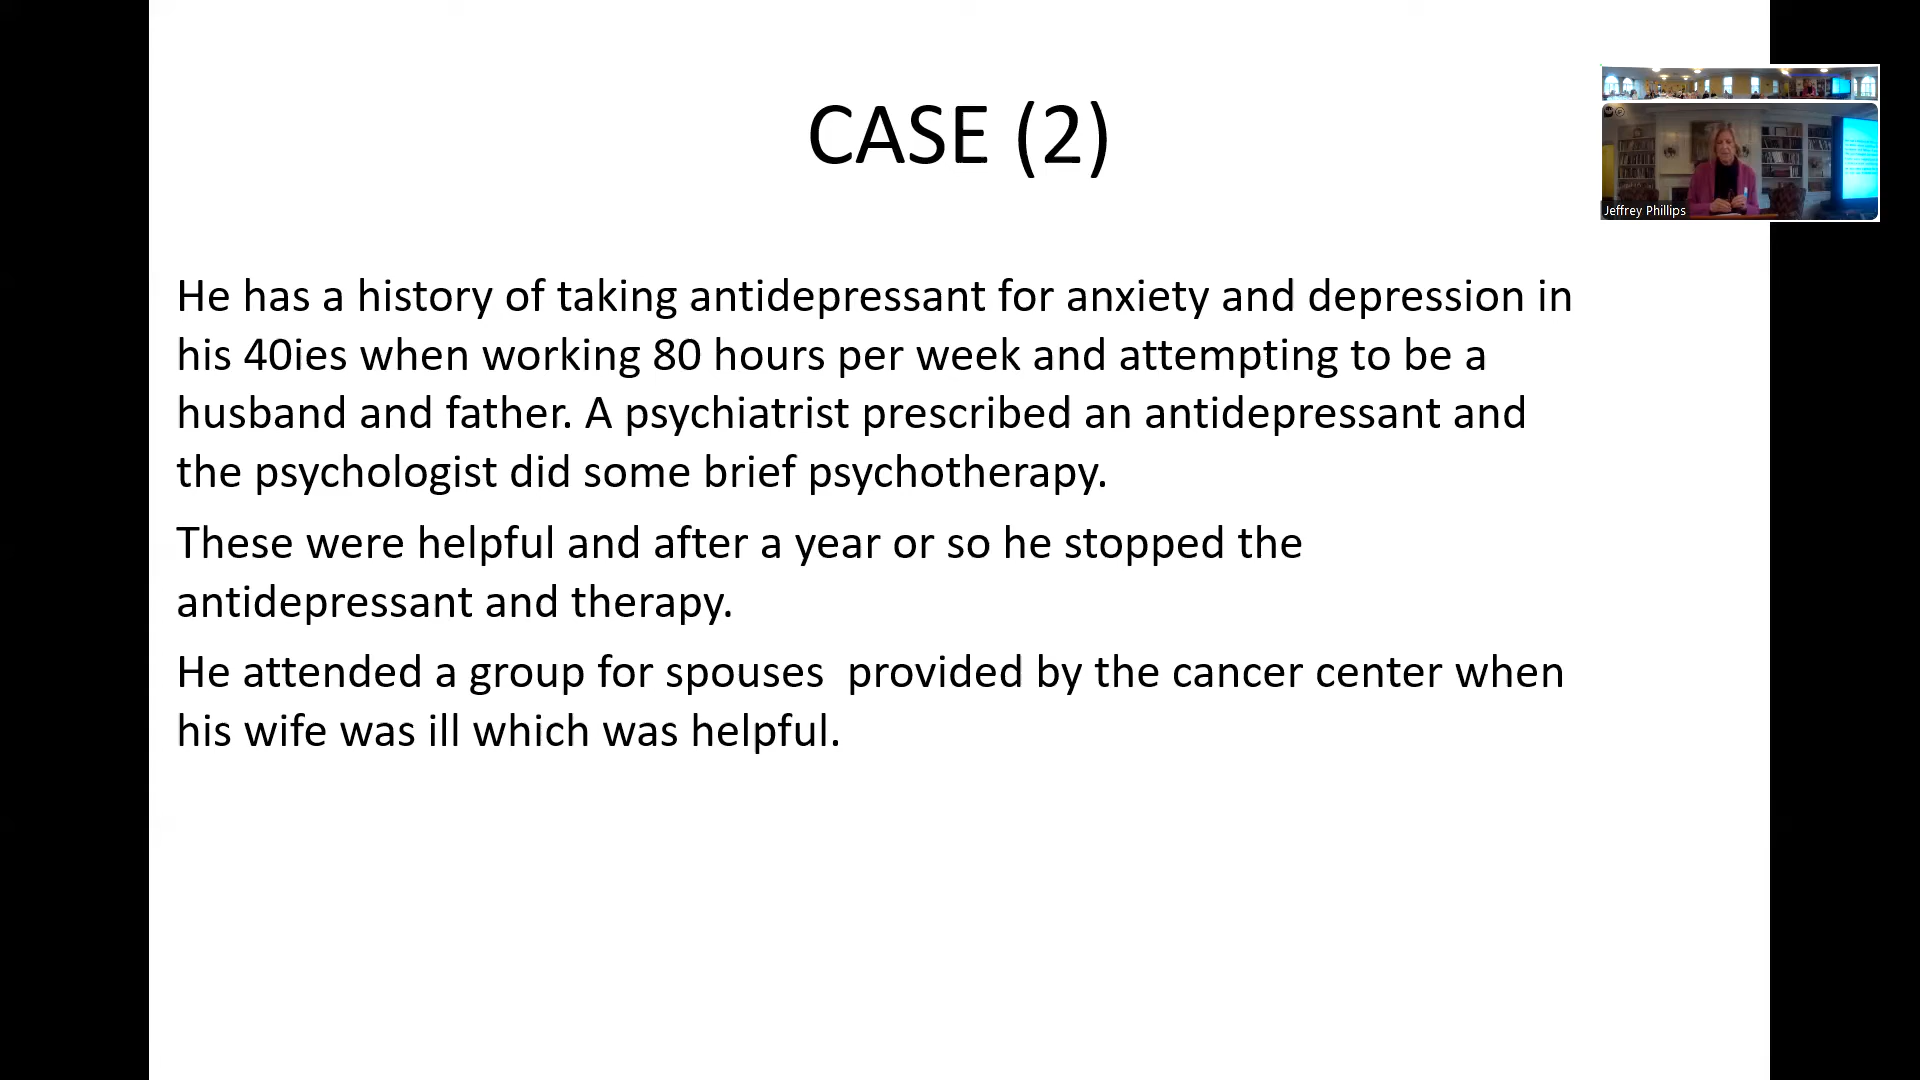 CASE (2)
Jeffrey Phillips
He has a history of taking antidepressant for anxiety and depression in
his 40ies when working 80 hours per week and attempting to be a
husband and father. A psychiatrist prescribed an antidepressant and
the psychologist did some brief psychotherapy.
These were helpful and after a year or so he stopped the
antidepressant and therapy.
He attended a group for spouses  provided by the cancer center when
his wife was ill which was helpful.